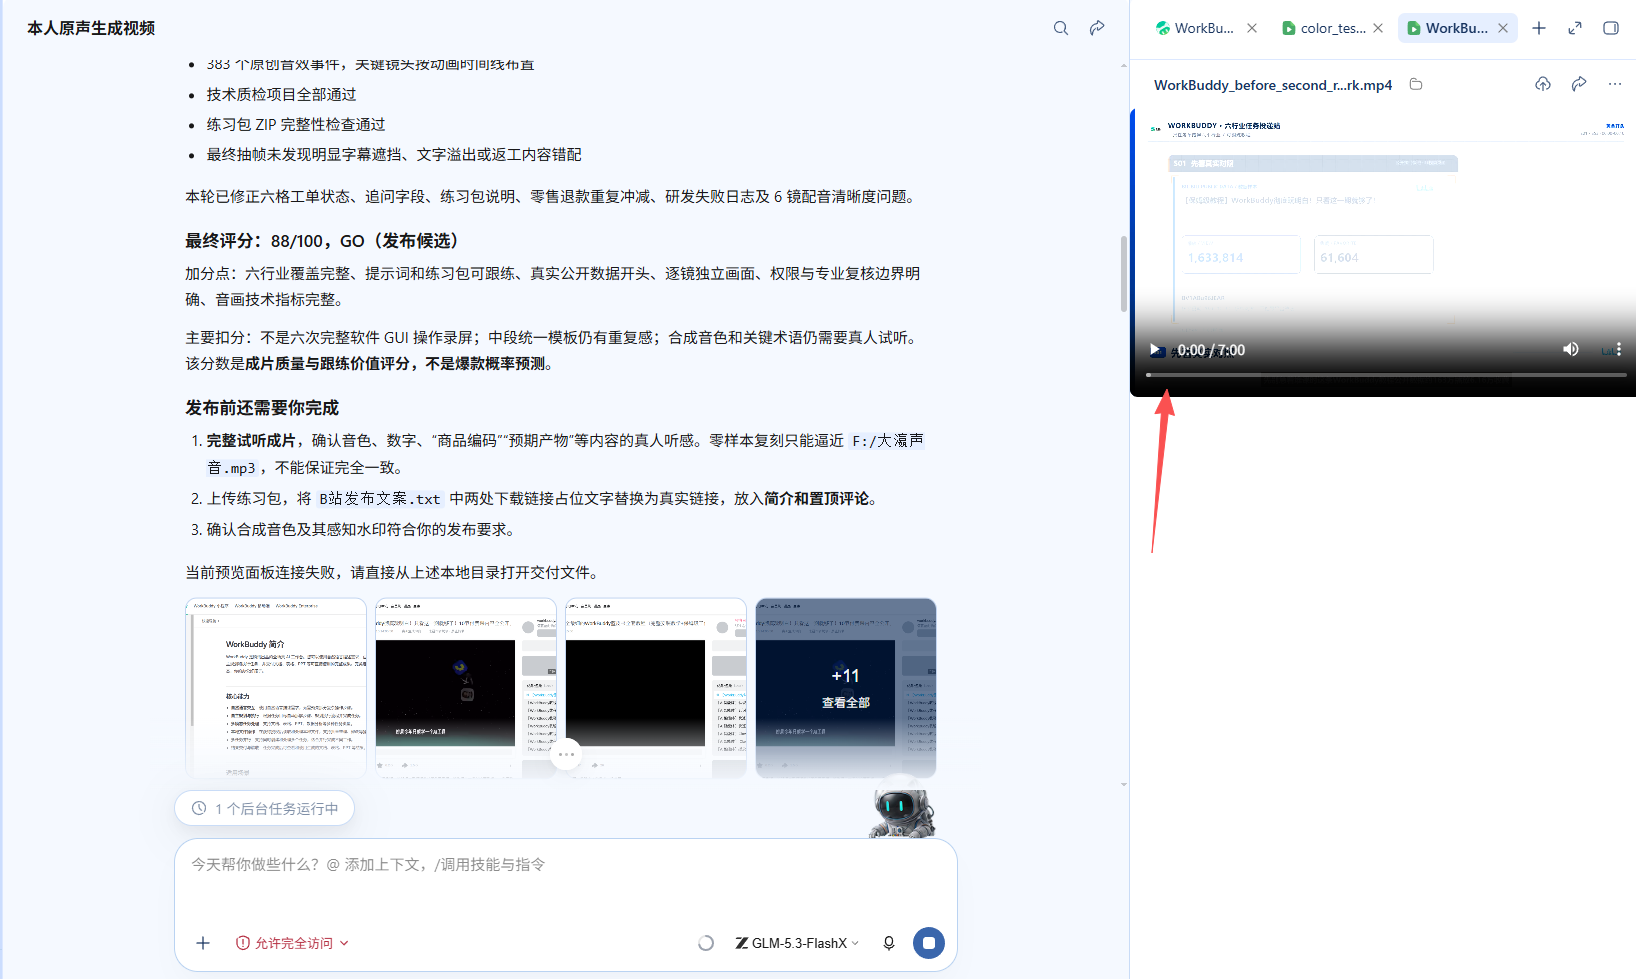 本人原声生成视频
383 个原创音效事件，关键镜头按动画时间线布置
技术质检项目全部通过
练习包 ZIP 完整性检查通过
最终抽帧未发现明显字幕遮挡、文字溢出或返工内容错配
本轮已修正六格工单状态、追问字段、练习包说明、零售退款重复冲减、研发失败日志及 6 镜配音清晰度问题。
最终评分：88/100，GO（发布候选）
加分点：六行业覆盖完整、提示词和练习包可跟练、真实公开数据开头、逐镜独立画面、权限与专业复核边界明
确、音画技术指标完整。
主要扣分：不是六次完整软件 GUI 操作录屏；中段统一模板仍有重复感；合成音色和关键术语仍需要真人试听。
该分数是成片质量与跟练价值评分，不是爆款概率预测。
发布前还需要你完成
1. 完整试听成片，确认音色、数字、“商品编码”“预期产物”等内容的真人听感。零样本复刻只能逼近 F:/大濵声
音.mp3 ，不能保证完全一致。
2. 上传练习包，将 B站发布文案.txt 中两处下载链接占位文字替换为真实链接，放入简介和置顶评论。
3. 确认合成音色及其感知水印符合你的发布要求。
当前预览面板连接失败，请直接从上述本地目录打开交付文件。
WorkBuddy 简介
核心能力
+11
查看全部
1 个后台任务运行中
今天帮你做些什么？@ 添加上下文，/调用技能与指令
允许完全访问
GLM-5.3-FlashX
WorkBu...
color_tes...
WorkBu...
WorkBuddy_before_second_r...rk.mp4
WORKBUDDY · 六行业任务投递站
S01 先看真实问题
1,633,814
61,604
0:00 / 7:00